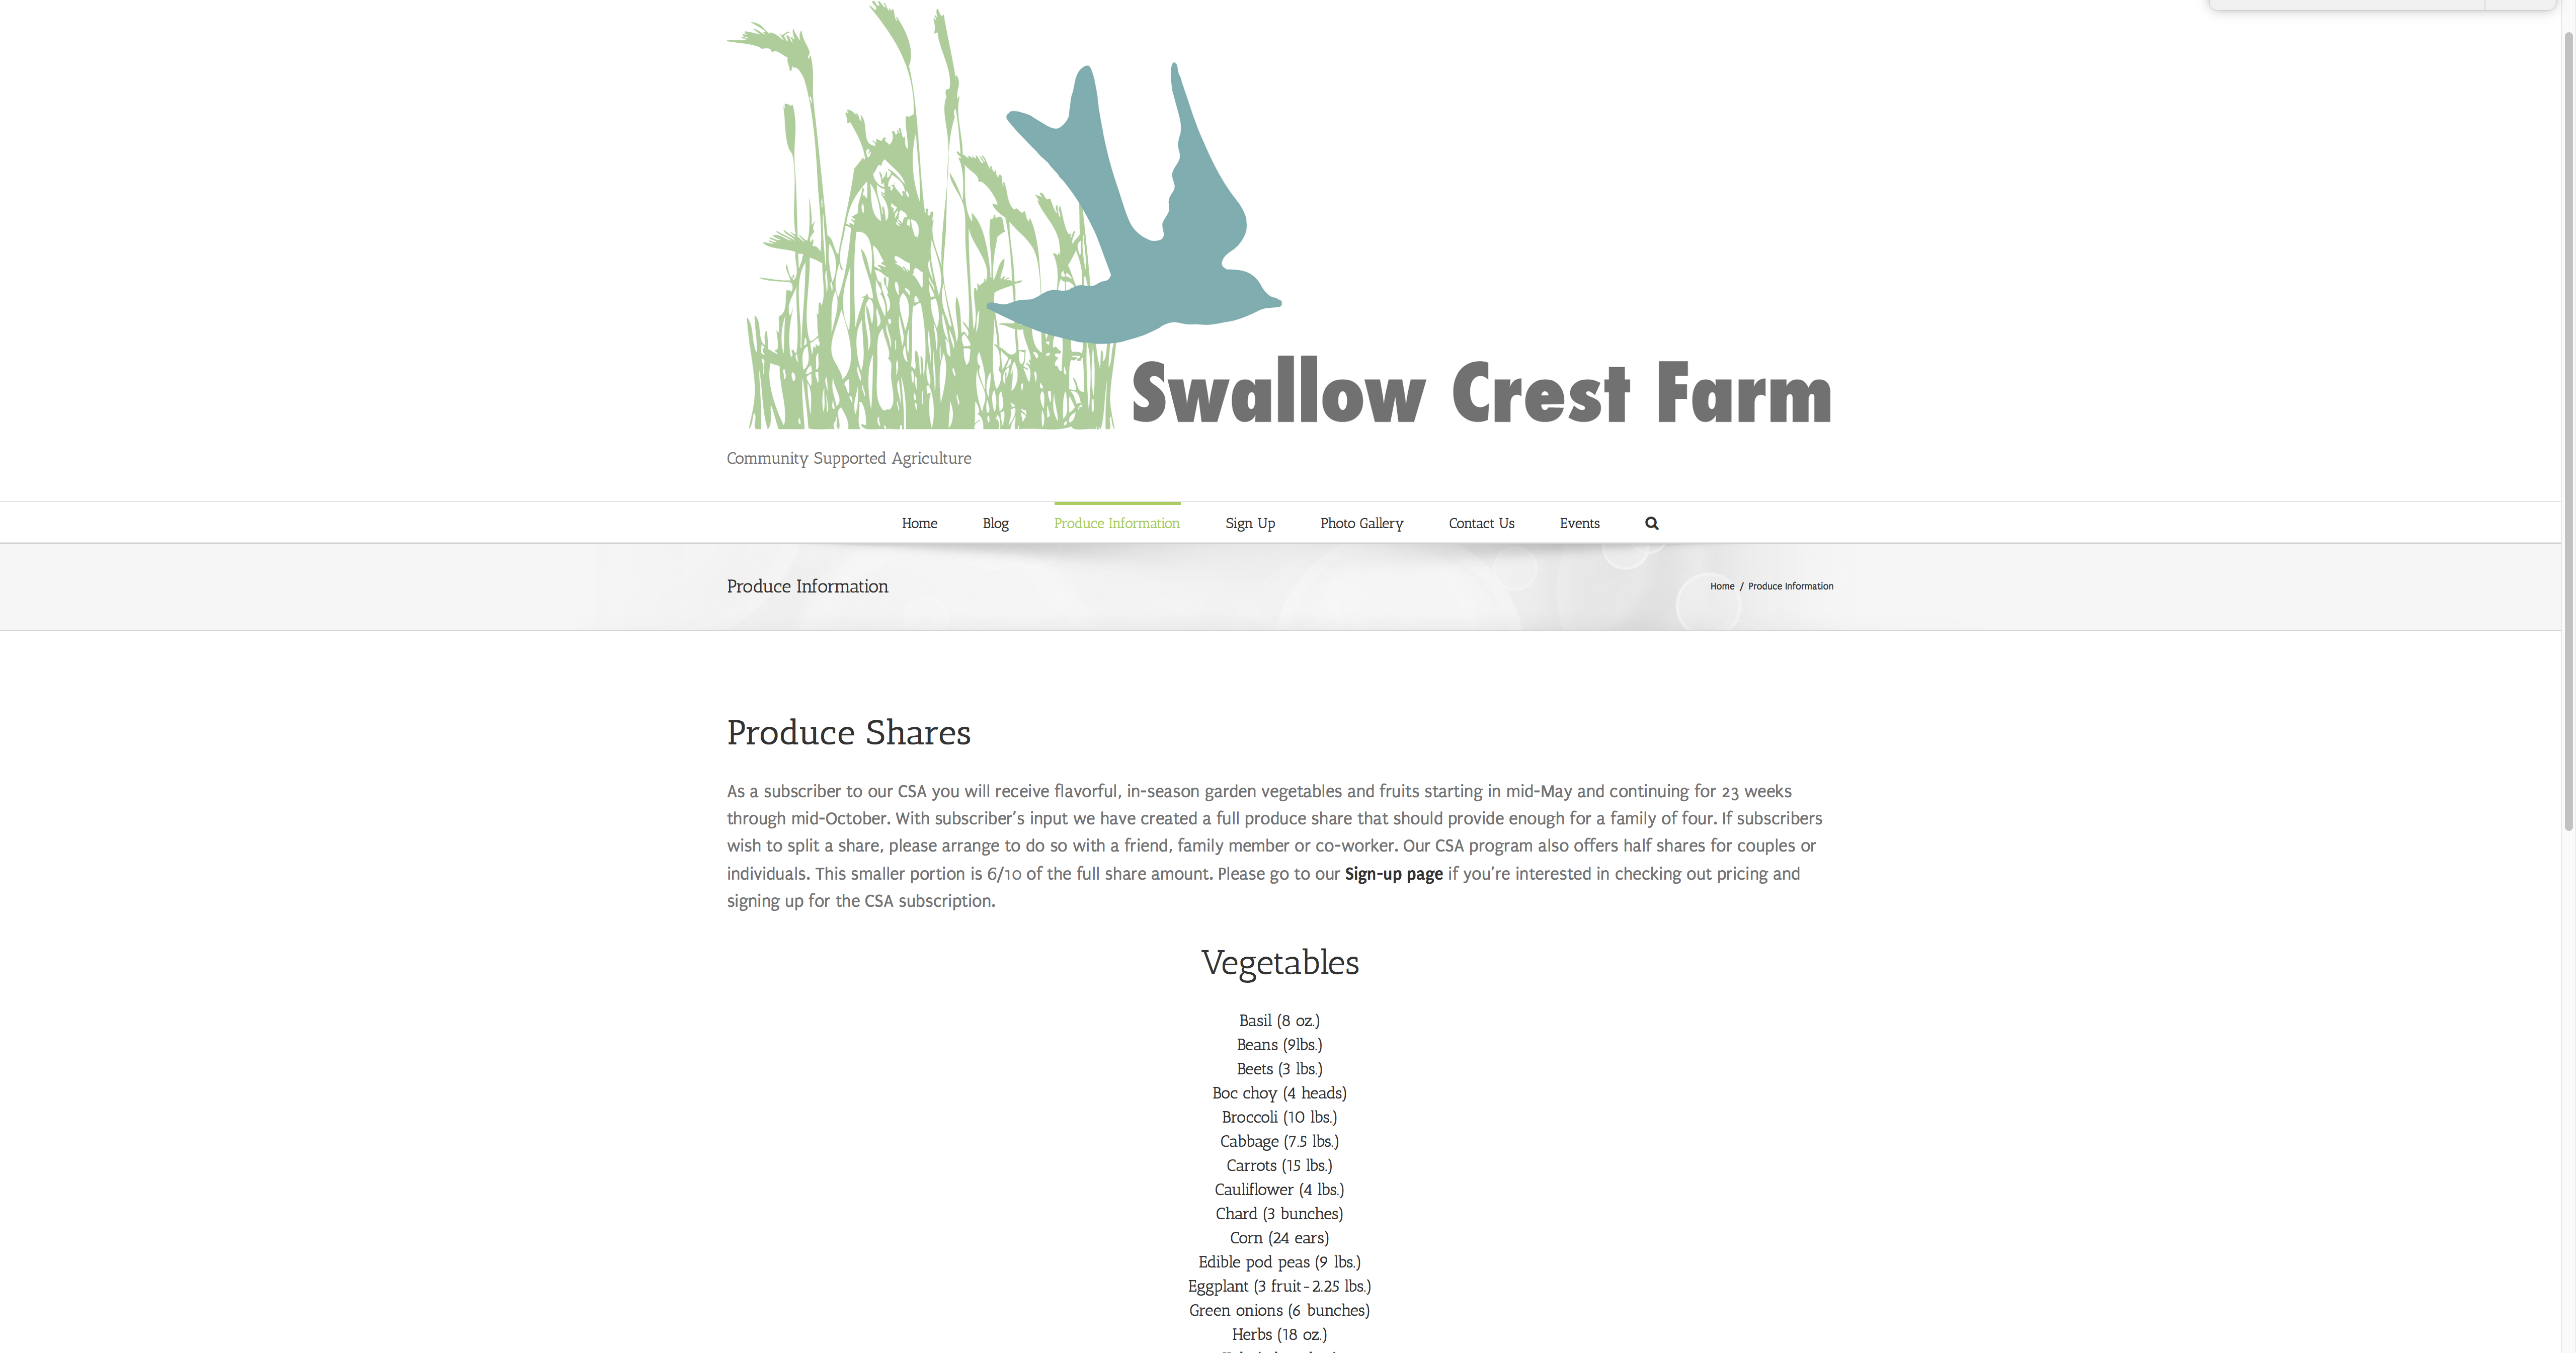 Swallow Crest Farm
Community Supported Agriculture
Home Blog Produce Information Sign Up Photo Gallery Contact Us Events
Produce Information
Home / Produce Information
Produce Shares
As a subscriber to our CSA you will receive flavorful, in-season garden vegetables and fruits starting in mid-May and continuing for 23 weeks
through mid-October. With subscriber's input we have created a full produce share that should provide enough for a family of four. If subscribers
wish to split a share, please arrange to do so with a friend, family member or co-worker. Our CSA program also offers half shares for couples or
individuals. This smaller portion is 6/10 of the full share amount. Please go to our Sign-up page if you're interested in checking out pricing and
signing up for the CSA subscription.
Vegetables
Basil (8 oz.)
Beans (9lbs.)
Beets (3 lbs.)
Boc choy (4 heads)
Broccoli (10 lbs.)
Cabbage (7.5 lbs.)
Carrots (15 lbs.)
Cauliflower (4 lbs.)
Chard (3 bunches)
Corn (24 ears)
Edible pod peas (9 lbs.)
Eggplant (3 fruit-2.25 lbs.)
Green onions (6 bunches)
Herbs (18 oz.)